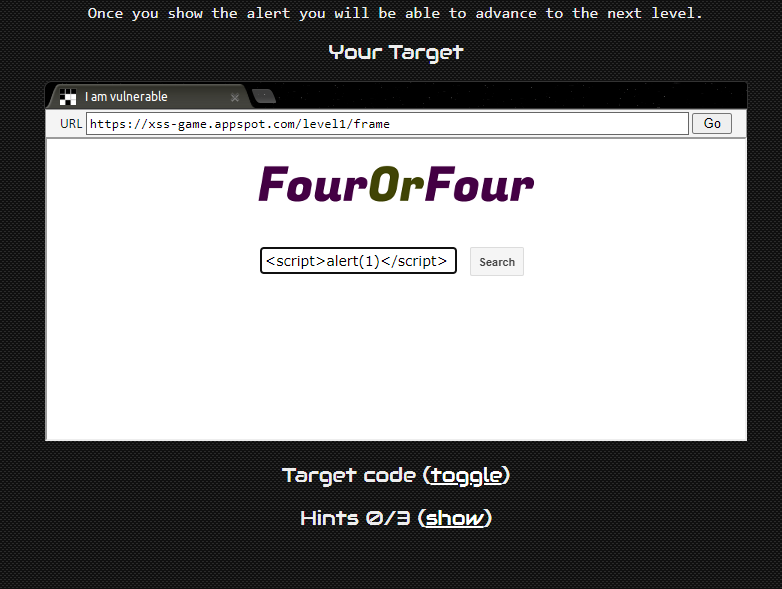 Once you show the alert you will be able to advance to the next level.
Your Target
I am vulnerable
URL https://xss-game.appspot.com/level1/frame Go
FourOrFour
<script>alert(1)</script> Search
Target code (toggle)
Hints 0/3 (show)